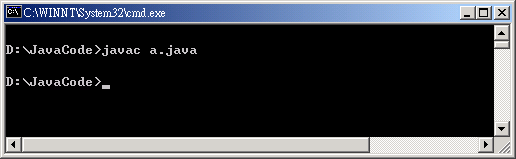 C:\WINNT\System32\cmd.exe
D:\JavaCode>javac a.java
D:\JavaCode>_